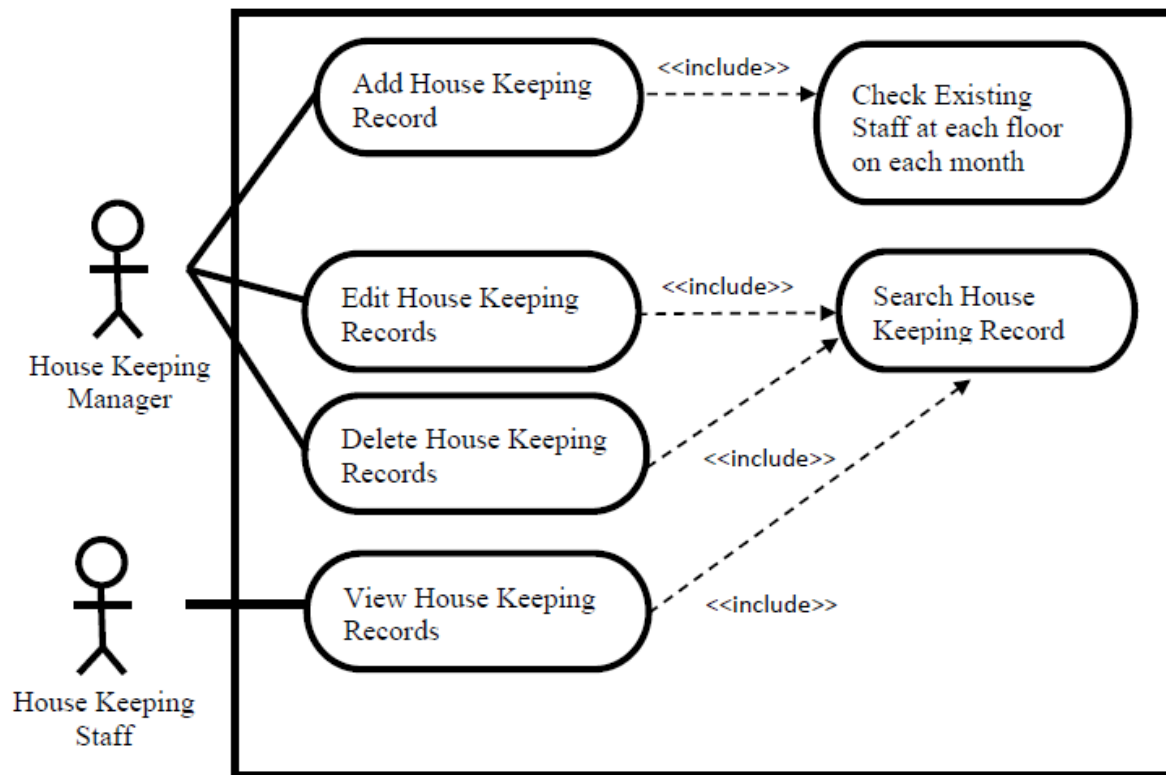 Add House Keeping
Record
<<include>>
Check Existing
Staff at each floor
on each month
House Keeping
Manager
Edit House Keeping
Records
<<include>>
Search House
Keeping Record
Delete House Keeping
Records
<<include>>
House Keeping
Staff
View House Keeping
Records
<<include>>